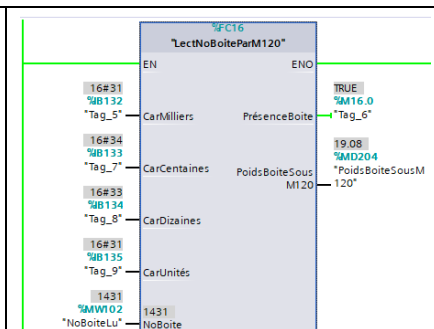 %FC16
"LectNoBoiteParM120"
EN ENO
16#31 TRUE
%IB132 %M16.0
"Tag_5" CarMilliers PrésenceBoite "Tag_6"
16#34 19.08
%IB133 %MD204
"Tag_7" CarCentaines PoidsBoiteSous "PoidsBoiteSousM
M120 120"
16#33
%IB134
"Tag_8" CarDizaines
16#31
%IB135
"Tag_9" CarUnités
1431
%MW102 1431
"NoBoiteLu" NoBoite